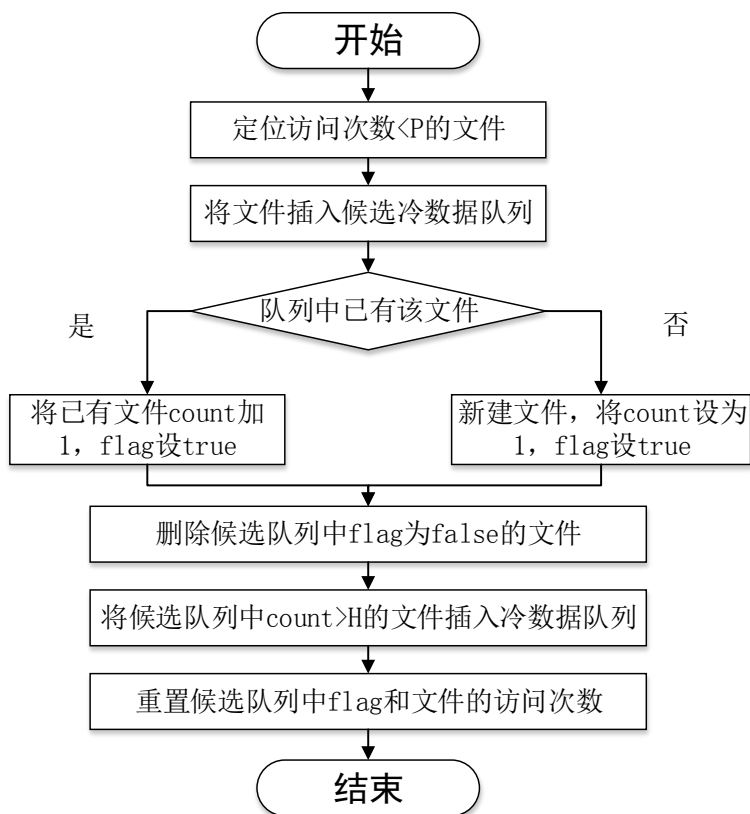 开始
定位访问次数<P的文件
将文件插入候选冷数据队列
队列中已有该文件
是
否
将已有文件count加
1，flag设true
新建文件，将count设为
1，flag设true
删除候选队列中flag为false的文件
将候选队列中count>H的文件插入冷数据队列
重置候选队列中flag和文件的访问次数
结束